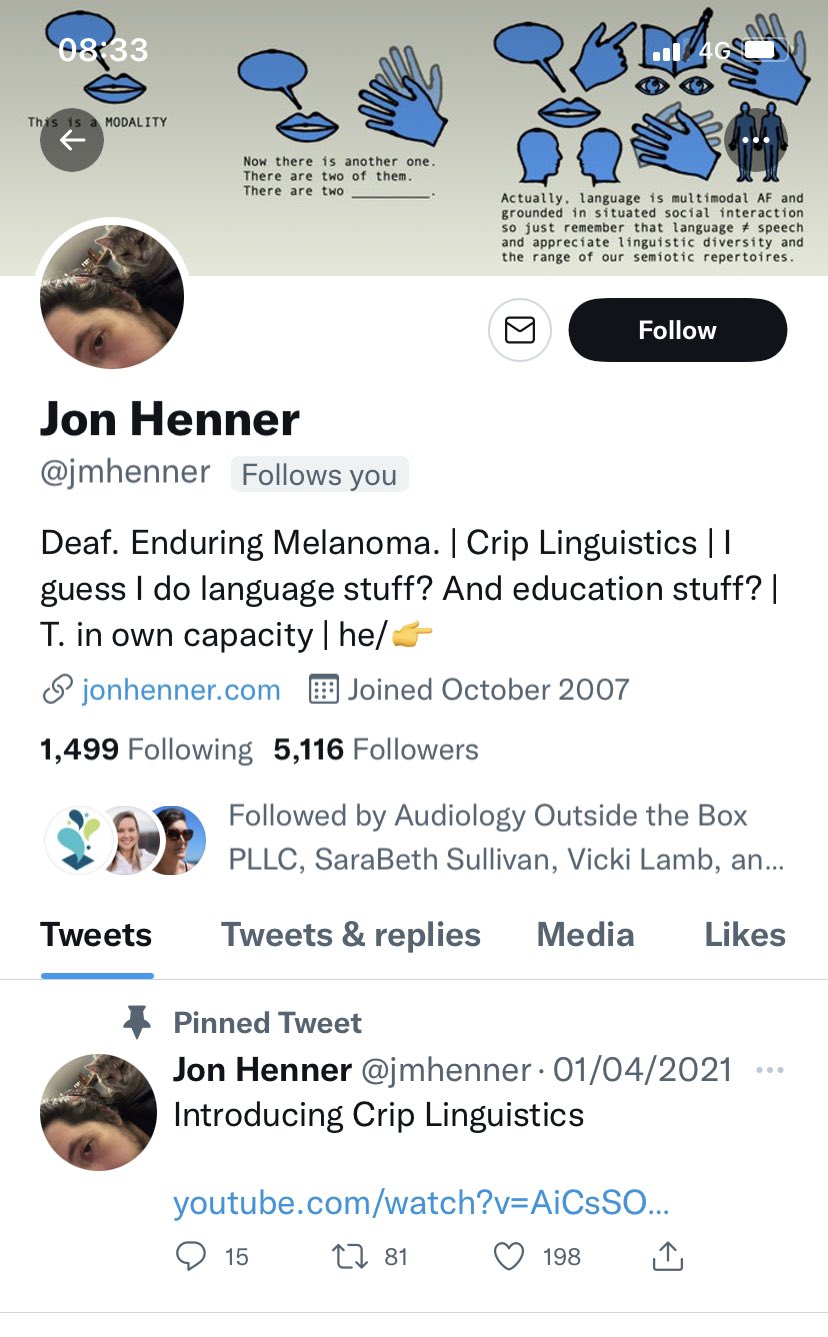 08:33
4G
This is a MODALITY
Now there is another one.
There are two of them.
There are two __________.
Actually, language is multimodal AF and
grounded in situated social interaction
so just remember that language ≠ speech
and appreciate linguistic diversity and
the range of our semiotic repertoires.
Follow
Jon Henner
@jmhenner Follows you
Deaf. Enduring Melanoma. | Crip Linguistics | I
guess I do language stuff? And education stuff? |
T. in own capacity | he/👉
jonhenner.com Joined October 2007
1,499 Following 5,116 Followers
Followed by Audiology Outside the Box
PLLC, SaraBeth Sullivan, Vicki Lamb, an...
Tweets Tweets & replies Media Likes
Pinned Tweet
Jon Henner @jmhenner · 01/04/2021 ...
Introducing Crip Linguistics
youtube.com/watch?v=AiCsSO...
15 81 198